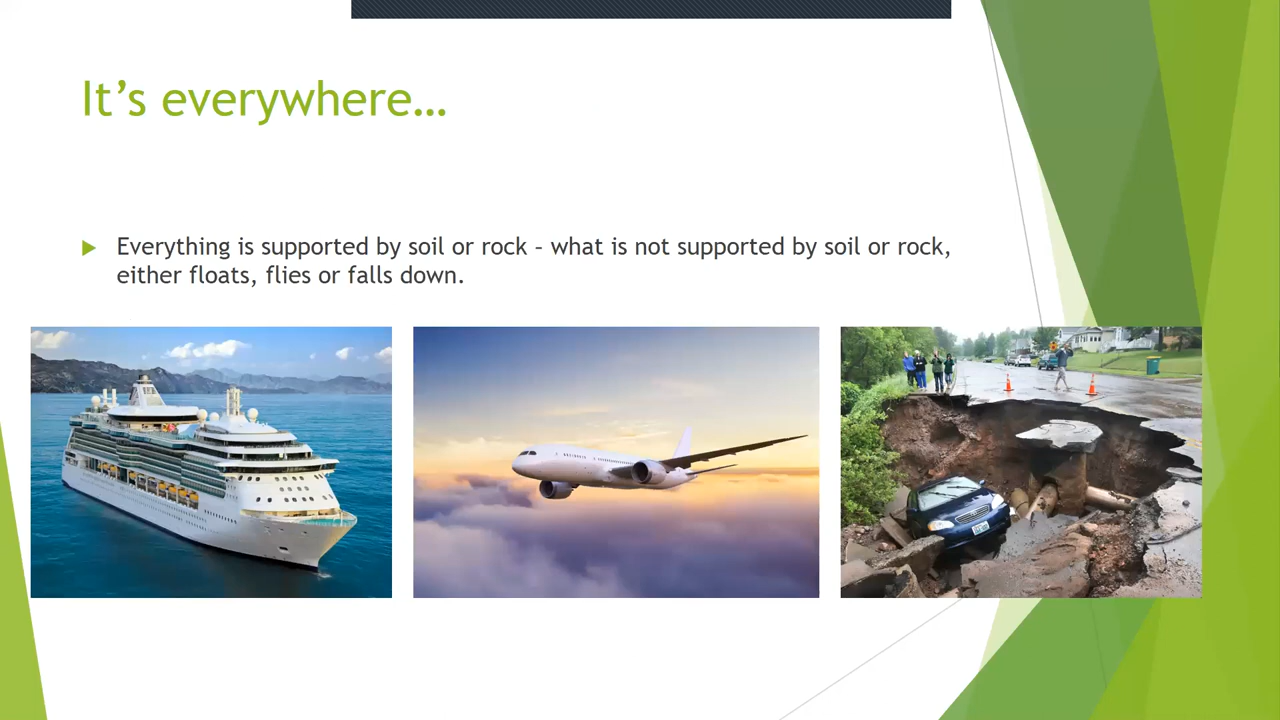 It’s everywhere…
Everything is supported by soil or rock – what is not supported by soil or rock,
either floats, flies or falls down.